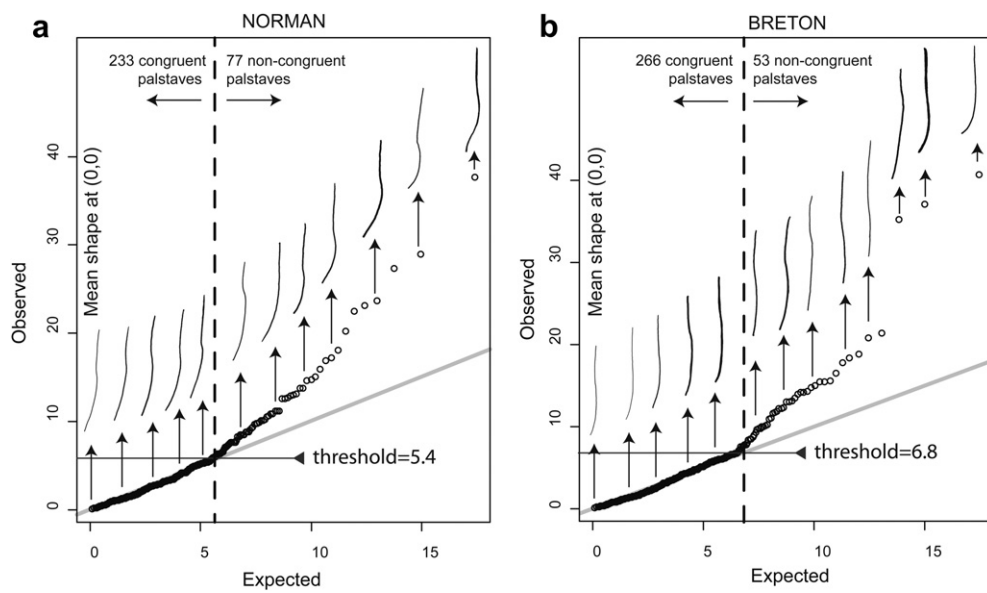 a
NORMAN
233 congruent
palstaves
77 non-congruent
palstaves
Observed
Mean shape at (0,0)
0
10
20
30
40
threshold=5.4
0
5
10
15
Expected
b
BRETON
266 congruent
palstaves
53 non-congruent
palstaves
Observed
Mean shape at (0,0)
0
10
20
30
40
threshold=6.8
0
5
10
15
Expected